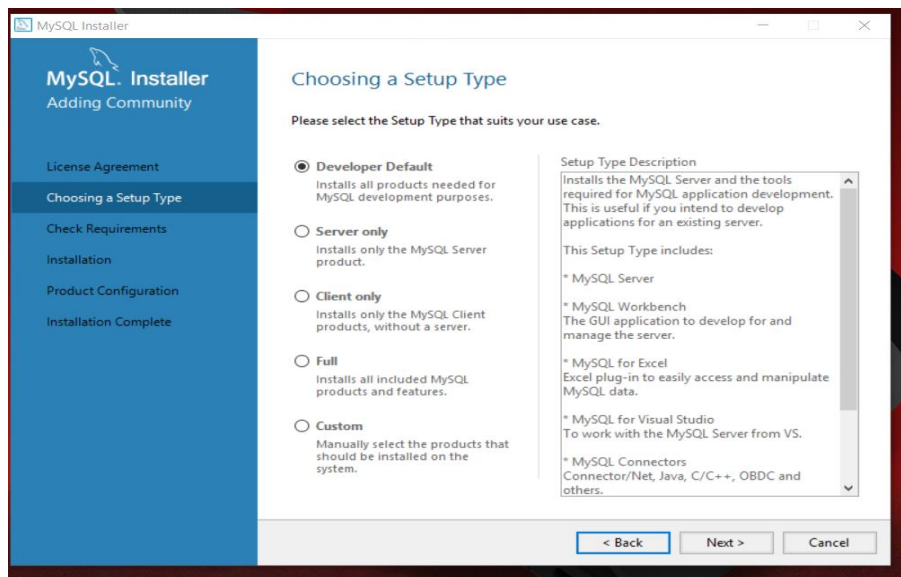 MySQL Installer
MySQL. Installer
Adding Community
License Agreement
Choosing a Setup Type
Check Requirements
Installation
Product Configuration
Installation Complete
Choosing a Setup Type
Please select the Setup Type that suits your use case.
Developer Default
Installs all products needed for
MySQL development purposes.
Server only
Installs only the MySQL Server
product.
Client only
Installs only the MySQL Client
products, without a server.
Full
Installs all included MySQL
products and features.
Custom
Manually select the products that
should be installed on the
system.
Setup Type Description
Installs the MySQL Server and the tools
required for MySQL application development.
This is useful if you intend to develop
applications for an existing server.
This Setup Type includes:
* MySQL Server
* MySQL Workbench
The GUI application to develop for and
manage the server.
* MySQL for Excel
Excel plug-in to easily access and manipulate
MySQL data.
* MySQL for Visual Studio
To work with the MySQL Server from VS.
* MySQL Connectors
Connector/Net, Java, C/C++, OBDC and
others.
< Back
Next >
Cancel